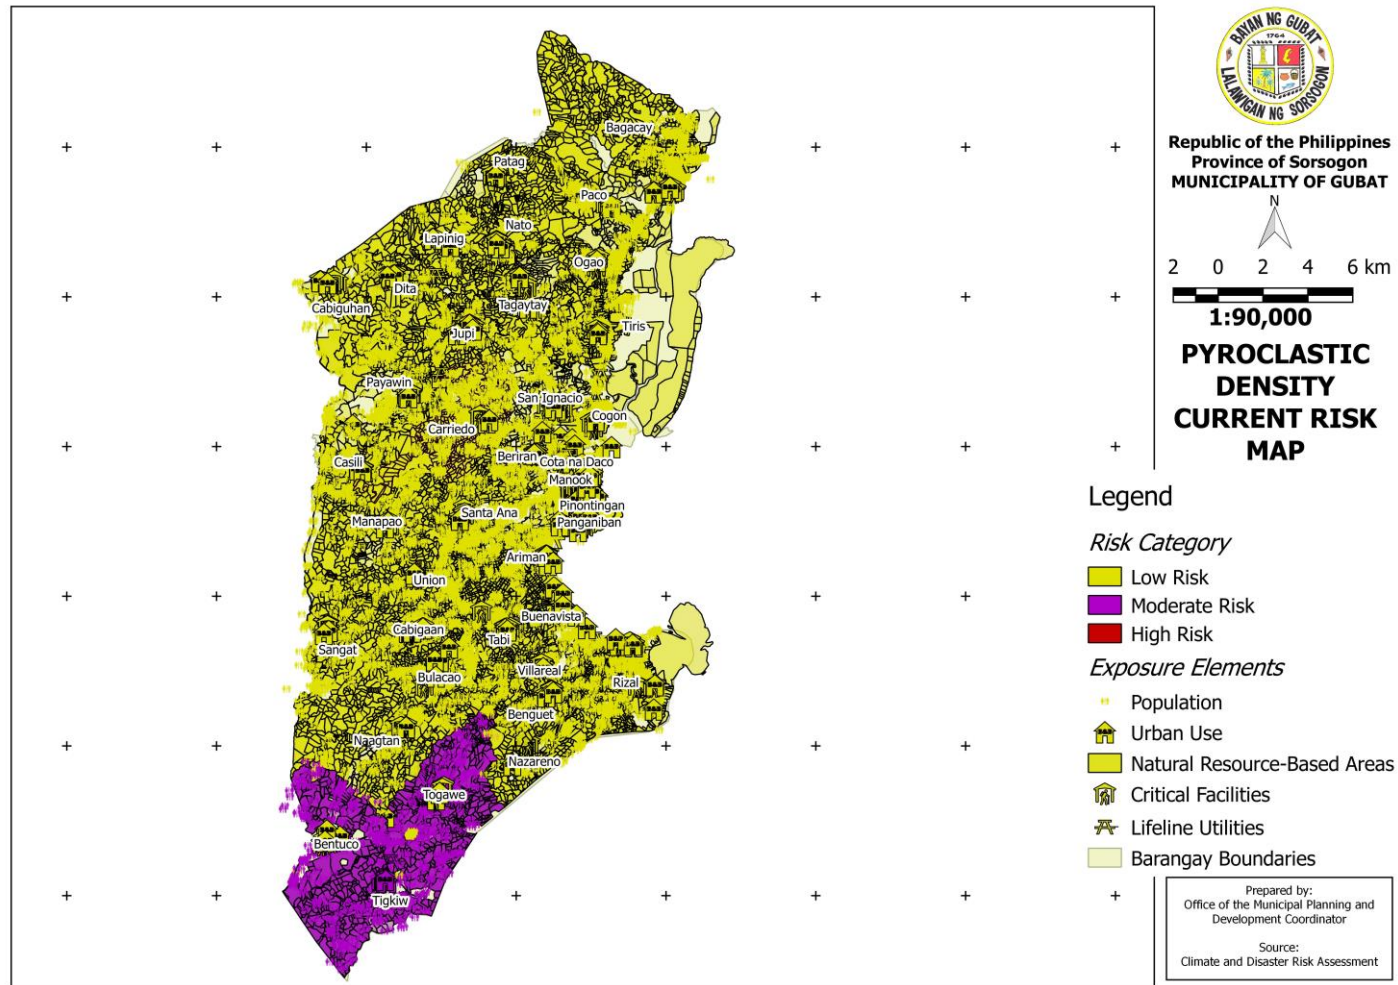 BAYAN NG GUBAT
1764
LALAWIGAN NG SORSOGON
Republic of the Philippines
Province of Sorsogon
MUNICIPALITY OF GUBAT
N
2 0 2 4 6 km
1:90,000
PYROCLASTIC
DENSITY
CURRENT RISK
MAP
Legend
Risk Category
Low Risk
Moderate Risk
High Risk
Exposure Elements
Population
Urban Use
Natural Resource-Based Areas
Critical Facilities
Lifeline Utilities
Barangay Boundaries
Prepared by:
Office of the Municipal Planning and
Development Coordinator
Source:
Climate and Disaster Risk Assessment
Bagacay
Patag
Paco
Nato
Lapinig
Ogao
Dita
Cabiguhan
Tagaytay
Tiris
Jupi
Payawin
San Ignacio
Cogon
Carriedo
Beriran
Cota na Daco
Casili
Manook
Pinontingan
Santa Ana
Panganiban
Manapao
Ariman
Union
Buenavista
Cabigaan
Tabi
Sangat
Villareal
Bulacao
Rizal
Benguet
Naagtan
Nazareno
Togawe
Bentuco
Tigkiw